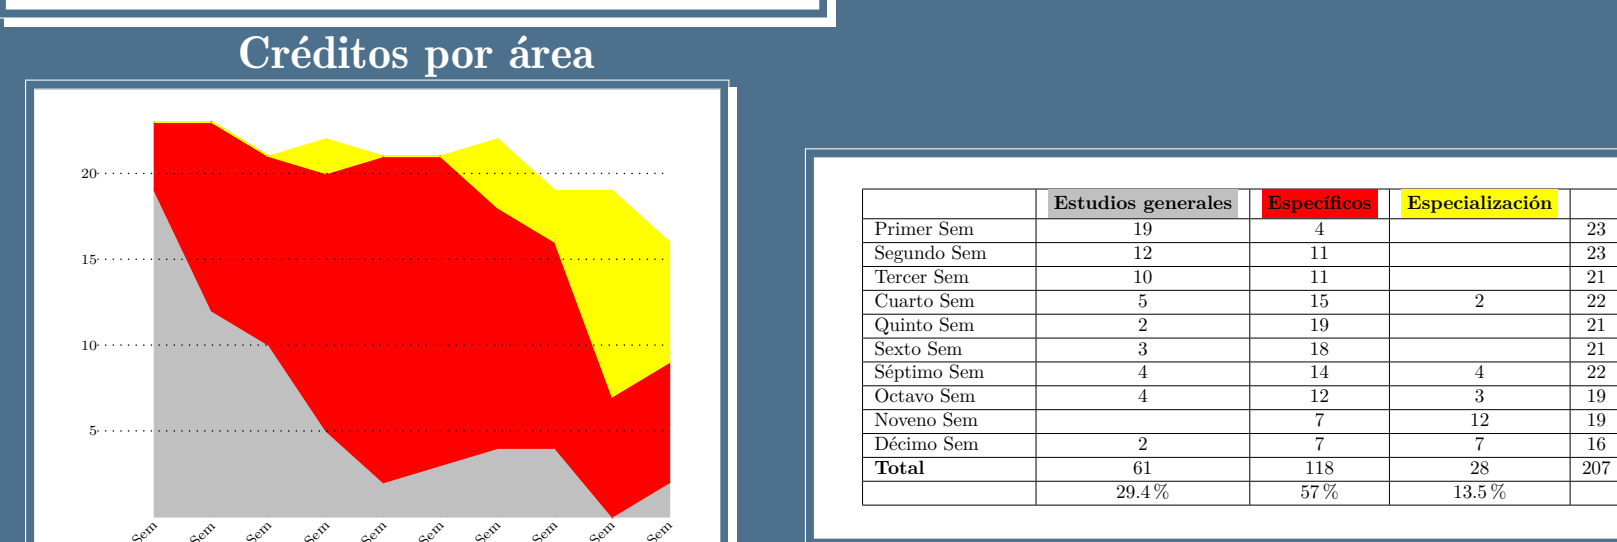 Créditos por área
20
15
10
5
Sem Sem Sem Sem Sem Sem Sem Sem Sem Sem
Estudios generales Específicos Especialización
Primer Sem 19 4 23
Segundo Sem 12 11 23
Tercer Sem 10 11 21
Cuarto Sem 5 15 2 22
Quinto Sem 2 19 21
Sexto Sem 3 18 21
Séptimo Sem 4 14 4 22
Octavo Sem 4 12 3 19
Noveno Sem 7 12 19
Décimo Sem 2 7 7 16
Total 61 118 28 207
29.4 % 57 % 13.5 %